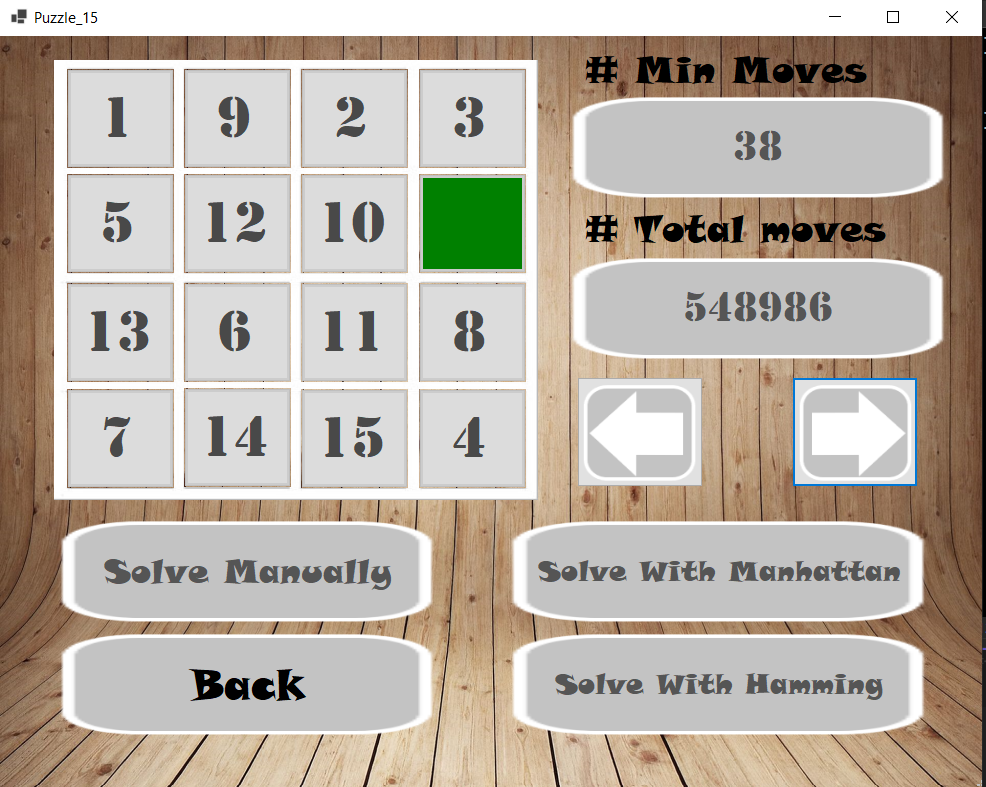 Puzzle_15
1 9 2 3
5 12 10
13 6 11 8
7 14 15 4
# Min Moves
38
# Total moves
548986
Solve Manually
Solve With Manhattan
Back
Solve With Hamming